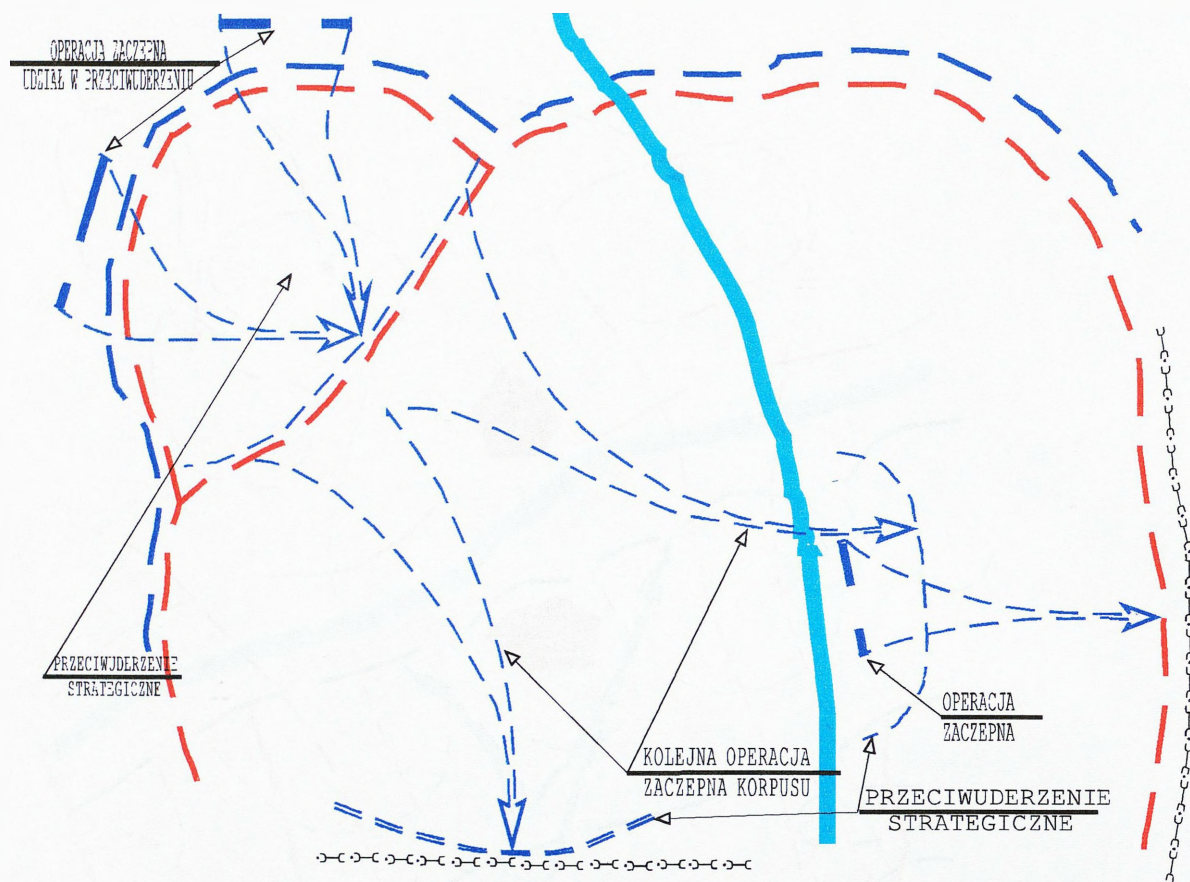 OPERACJA ZACZEPNA
UDZIAŁ W PRZECIWUDERZENIU
PRZECIWUDERZENIE
STRATEGICZNE
KOLEJNA OPERACJA
ZACZEPNA KORPUSU
OPERACJA
ZACZEPNA
PRZECIWUDERZENIE
STRATEGICZNE